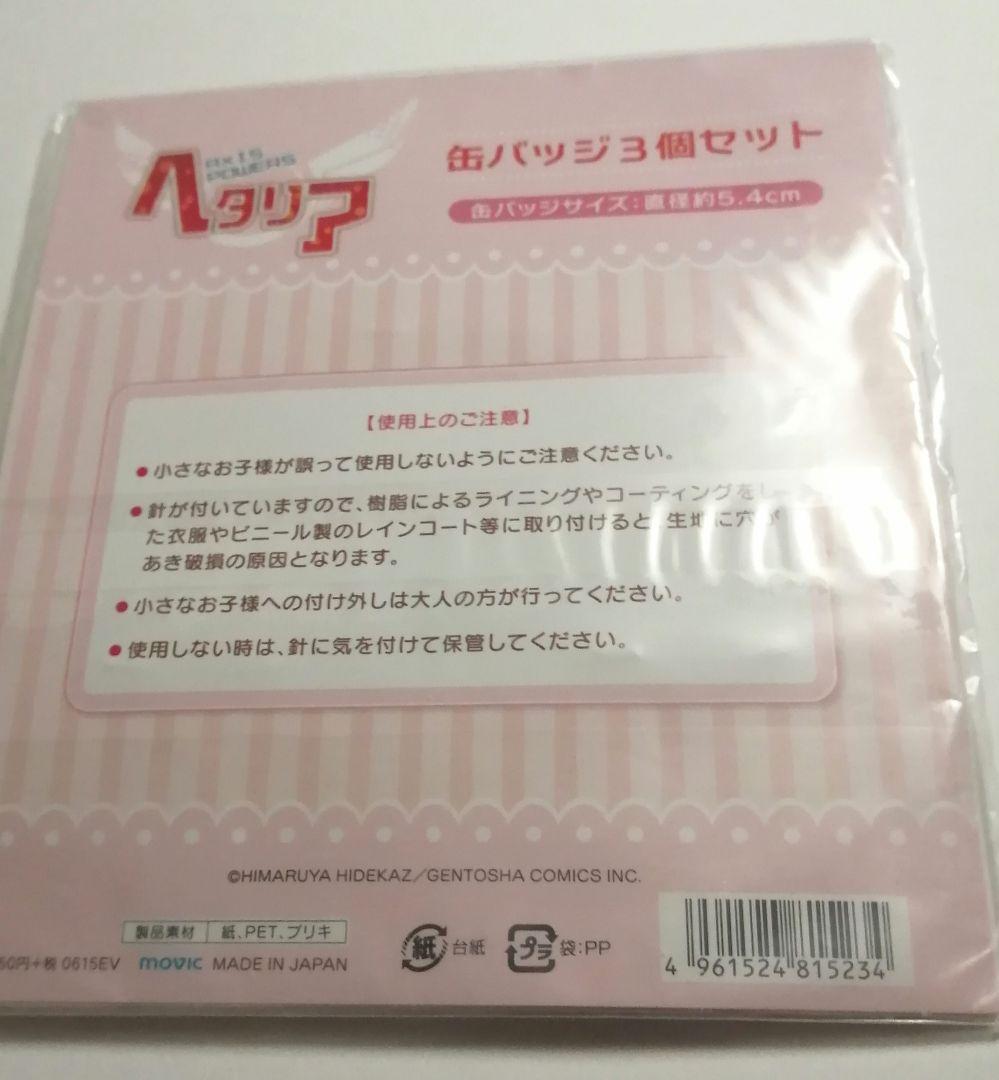 AXIS
POWERS
ヘタリア
缶バッジ3個セット
缶バッジサイズ:直径約5.4cm
【使用上のご注意】
●小さなお子様が誤って使用しないようにご注意ください。
●針が付いていますので、樹脂によるライニングやコーティングをし
た衣服やビニール製のレインコート等に取り付けると、生地に穴が
あき破損の原因となります。
●小さなお子様への付け外しは大人の方が行ってください。
●使用しない時は、針に気を付けて保管してください。
©HIMARUYA HIDEKAZ/GENTOSHA COMICS INC.
製品素材 紙、PET、ブリキ
50円+税 0615EV movic MADE IN JAPAN
紙 台紙 プラ 袋:PP
4 961524 815234